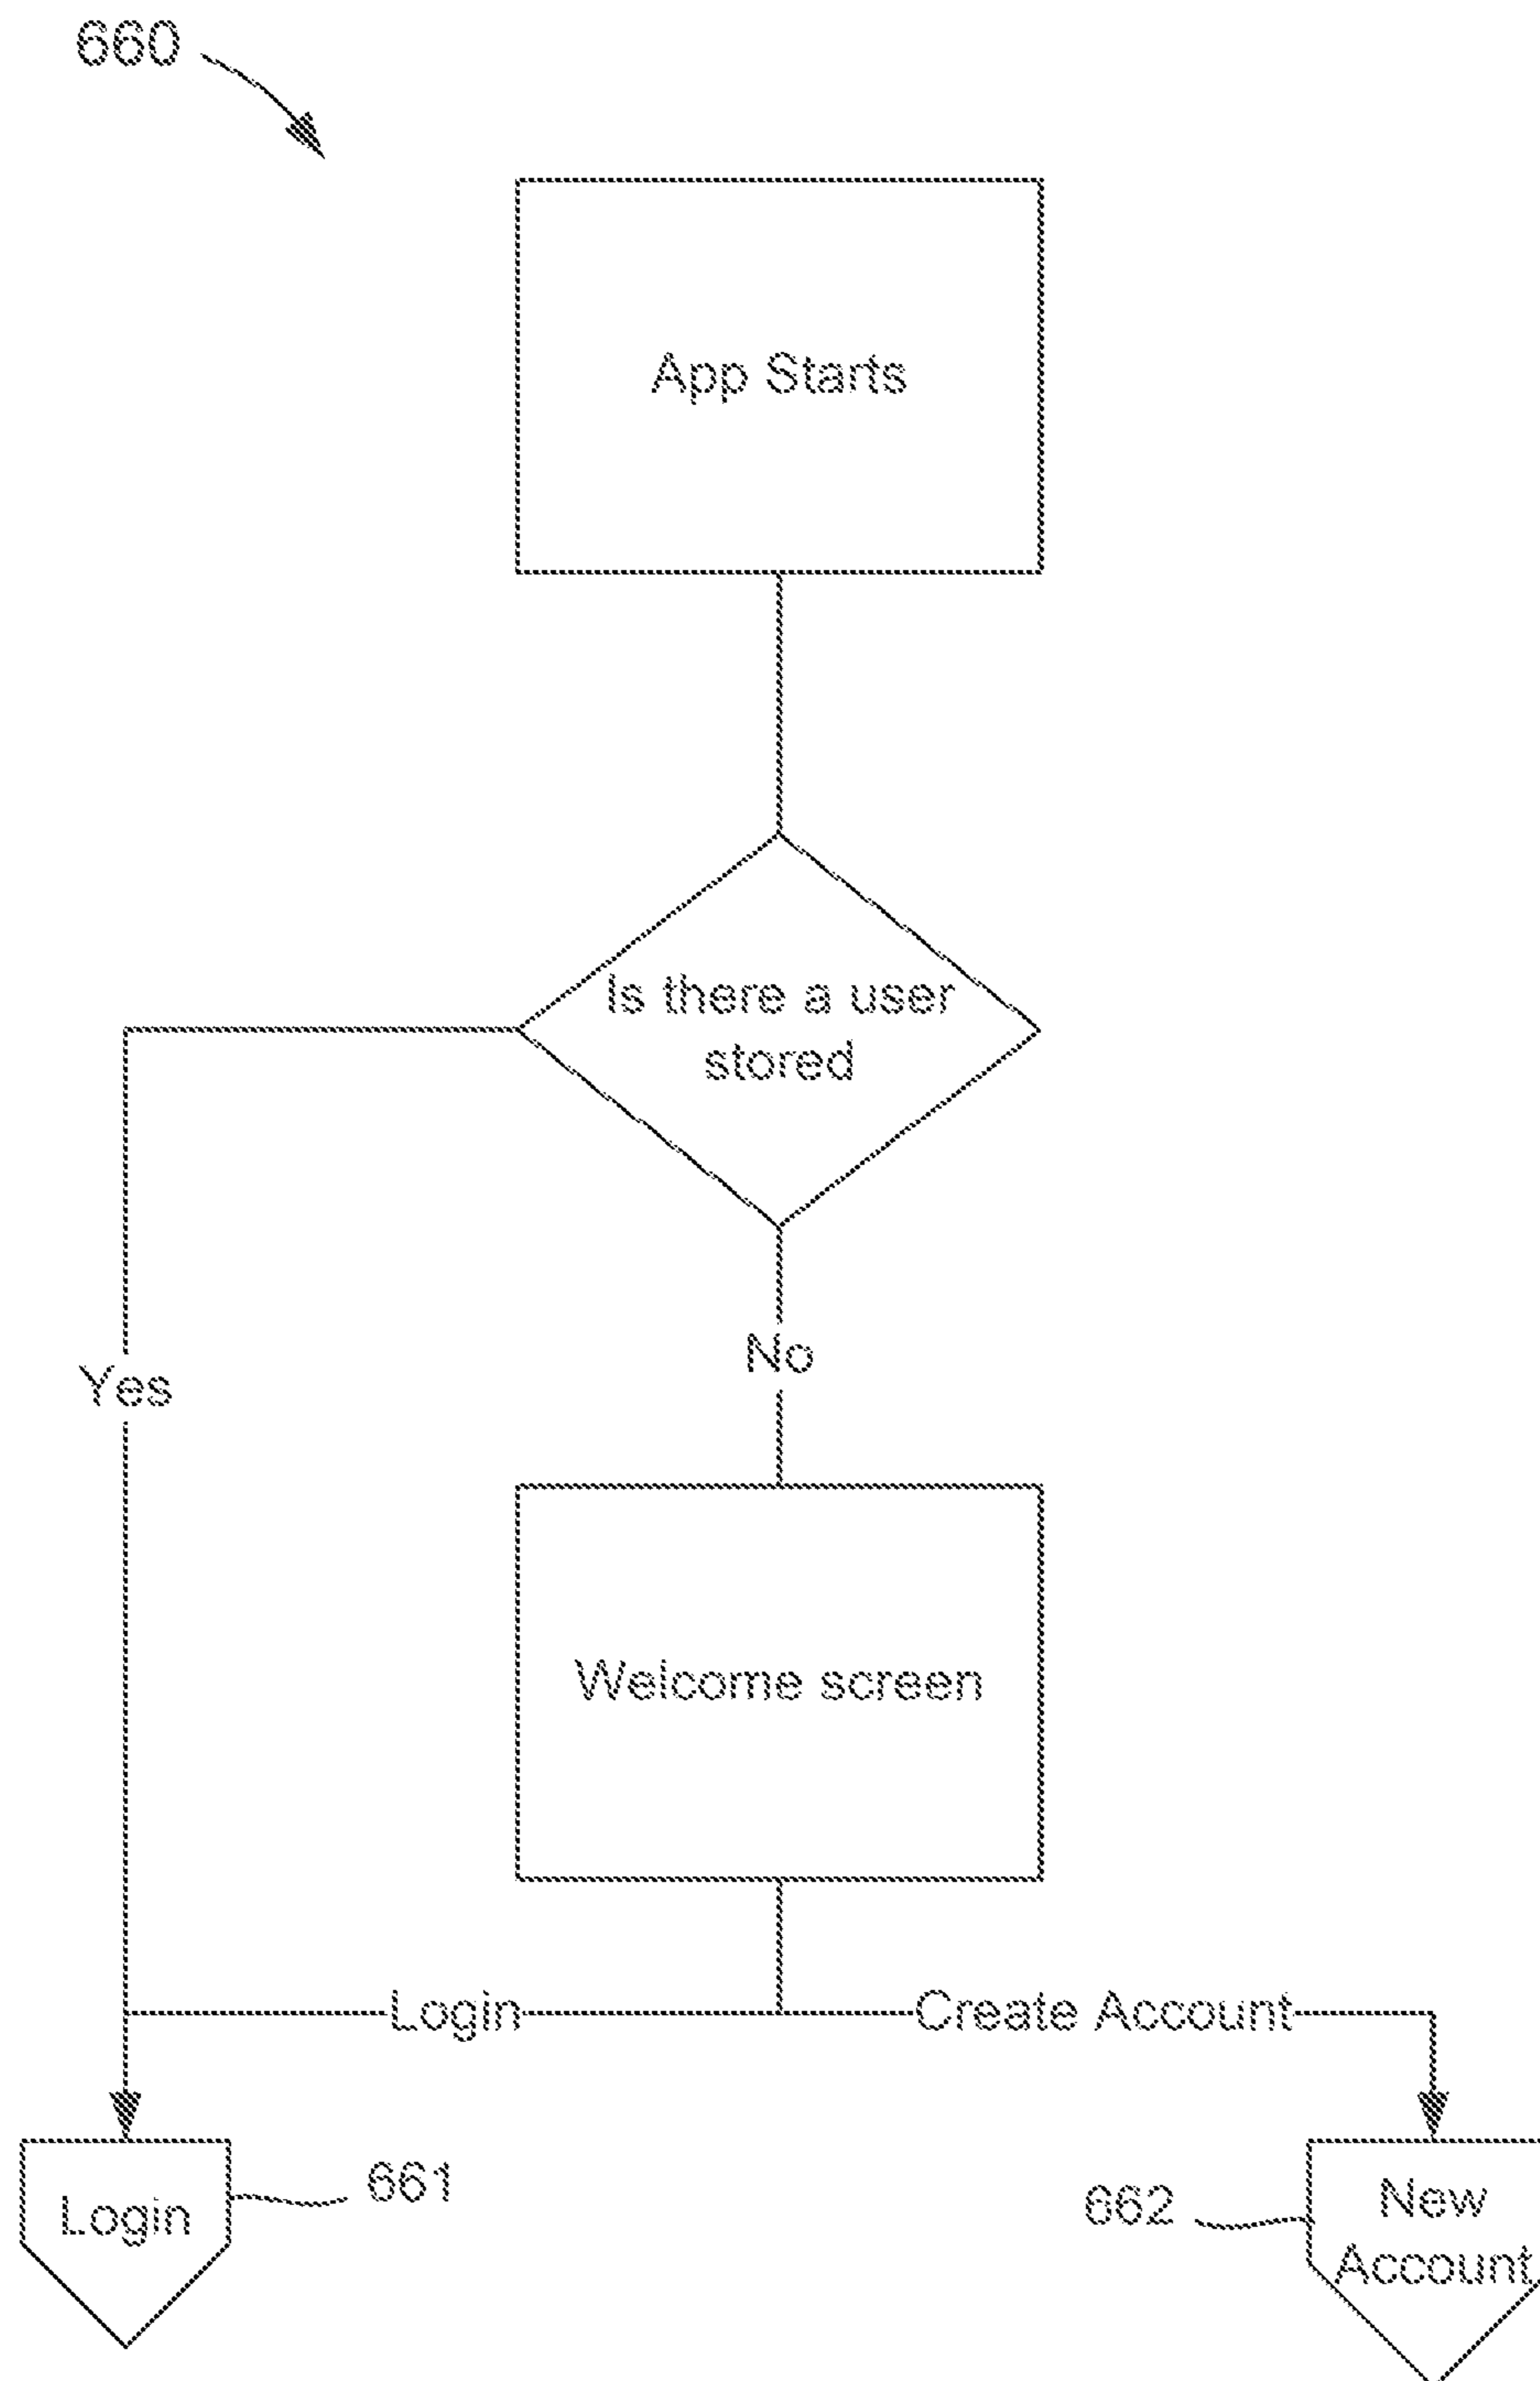 660
App Starts
Is there a user
stored
No
Yes
Welcome screen
Login
Create Account
Login
661
662
New
Account